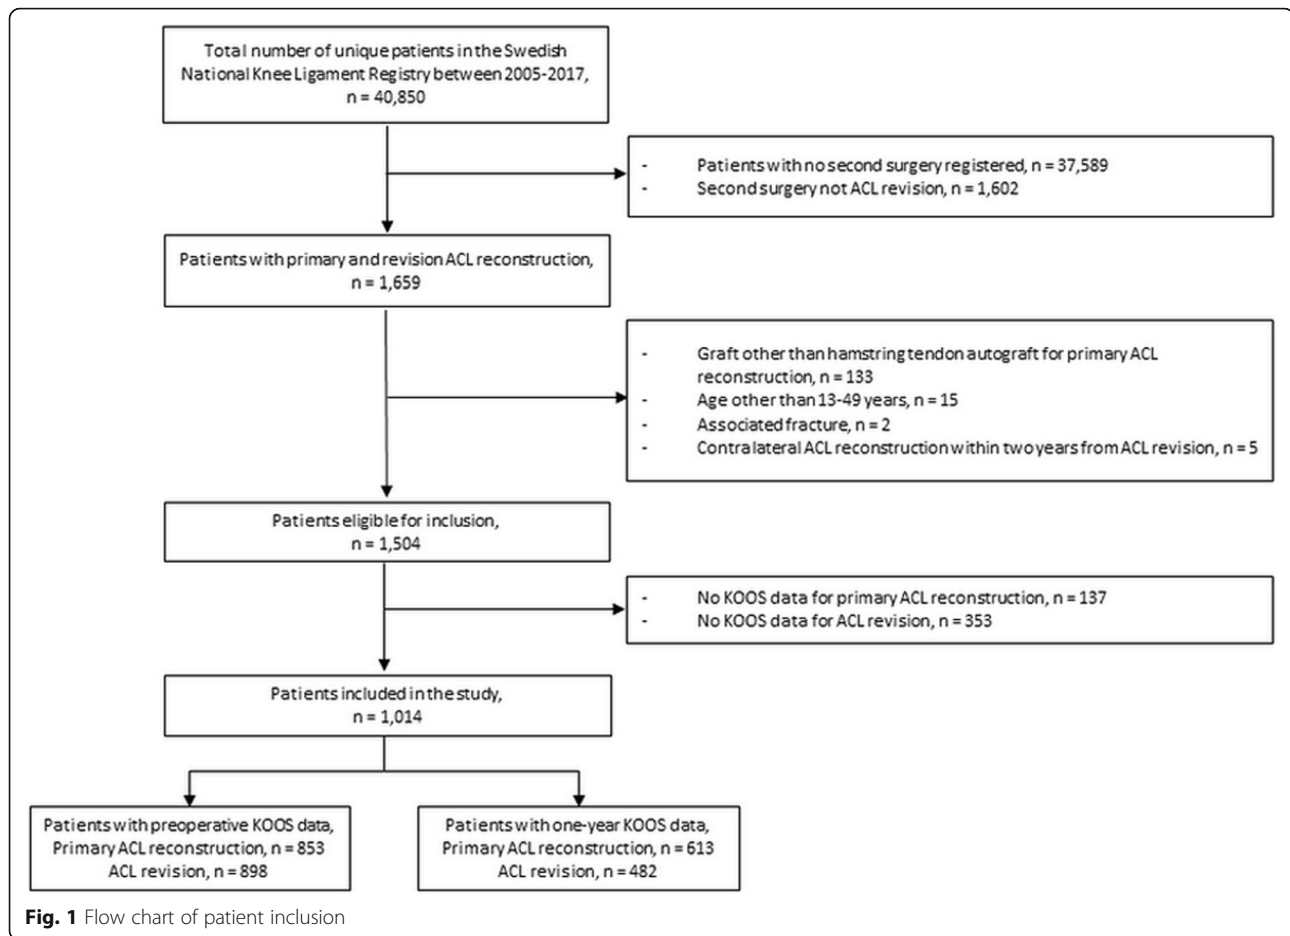 Total number of unique patients in the Swedish
National Knee Ligament Registry between 2005-2017,
n = 40,850
- Patients with no second surgery registered, n = 37,589
- Second surgery not ACL revision, n = 1,602
Patients with primary and revision ACL reconstruction,
n = 1,659
- Graft other than hamstring tendon autograft for primary ACL
reconstruction, n = 133
- Age other than 13-49 years, n = 15
- Associated fracture, n = 2
- Contralateral ACL reconstruction within two years from ACL revision, n = 5
Patients eligible for inclusion,
n = 1,504
- No KOOS data for primary ACL reconstruction, n = 137
- No KOOS data for ACL revision, n = 353
Patients included in the study,
n = 1,014
Patients with preoperative KOOS data,
Primary ACL reconstruction, n = 853
ACL revision, n = 898
Patients with one-year KOOS data,
Primary ACL reconstruction, n = 613
ACL revision, n = 482
Fig. 1 Flow chart of patient inclusion